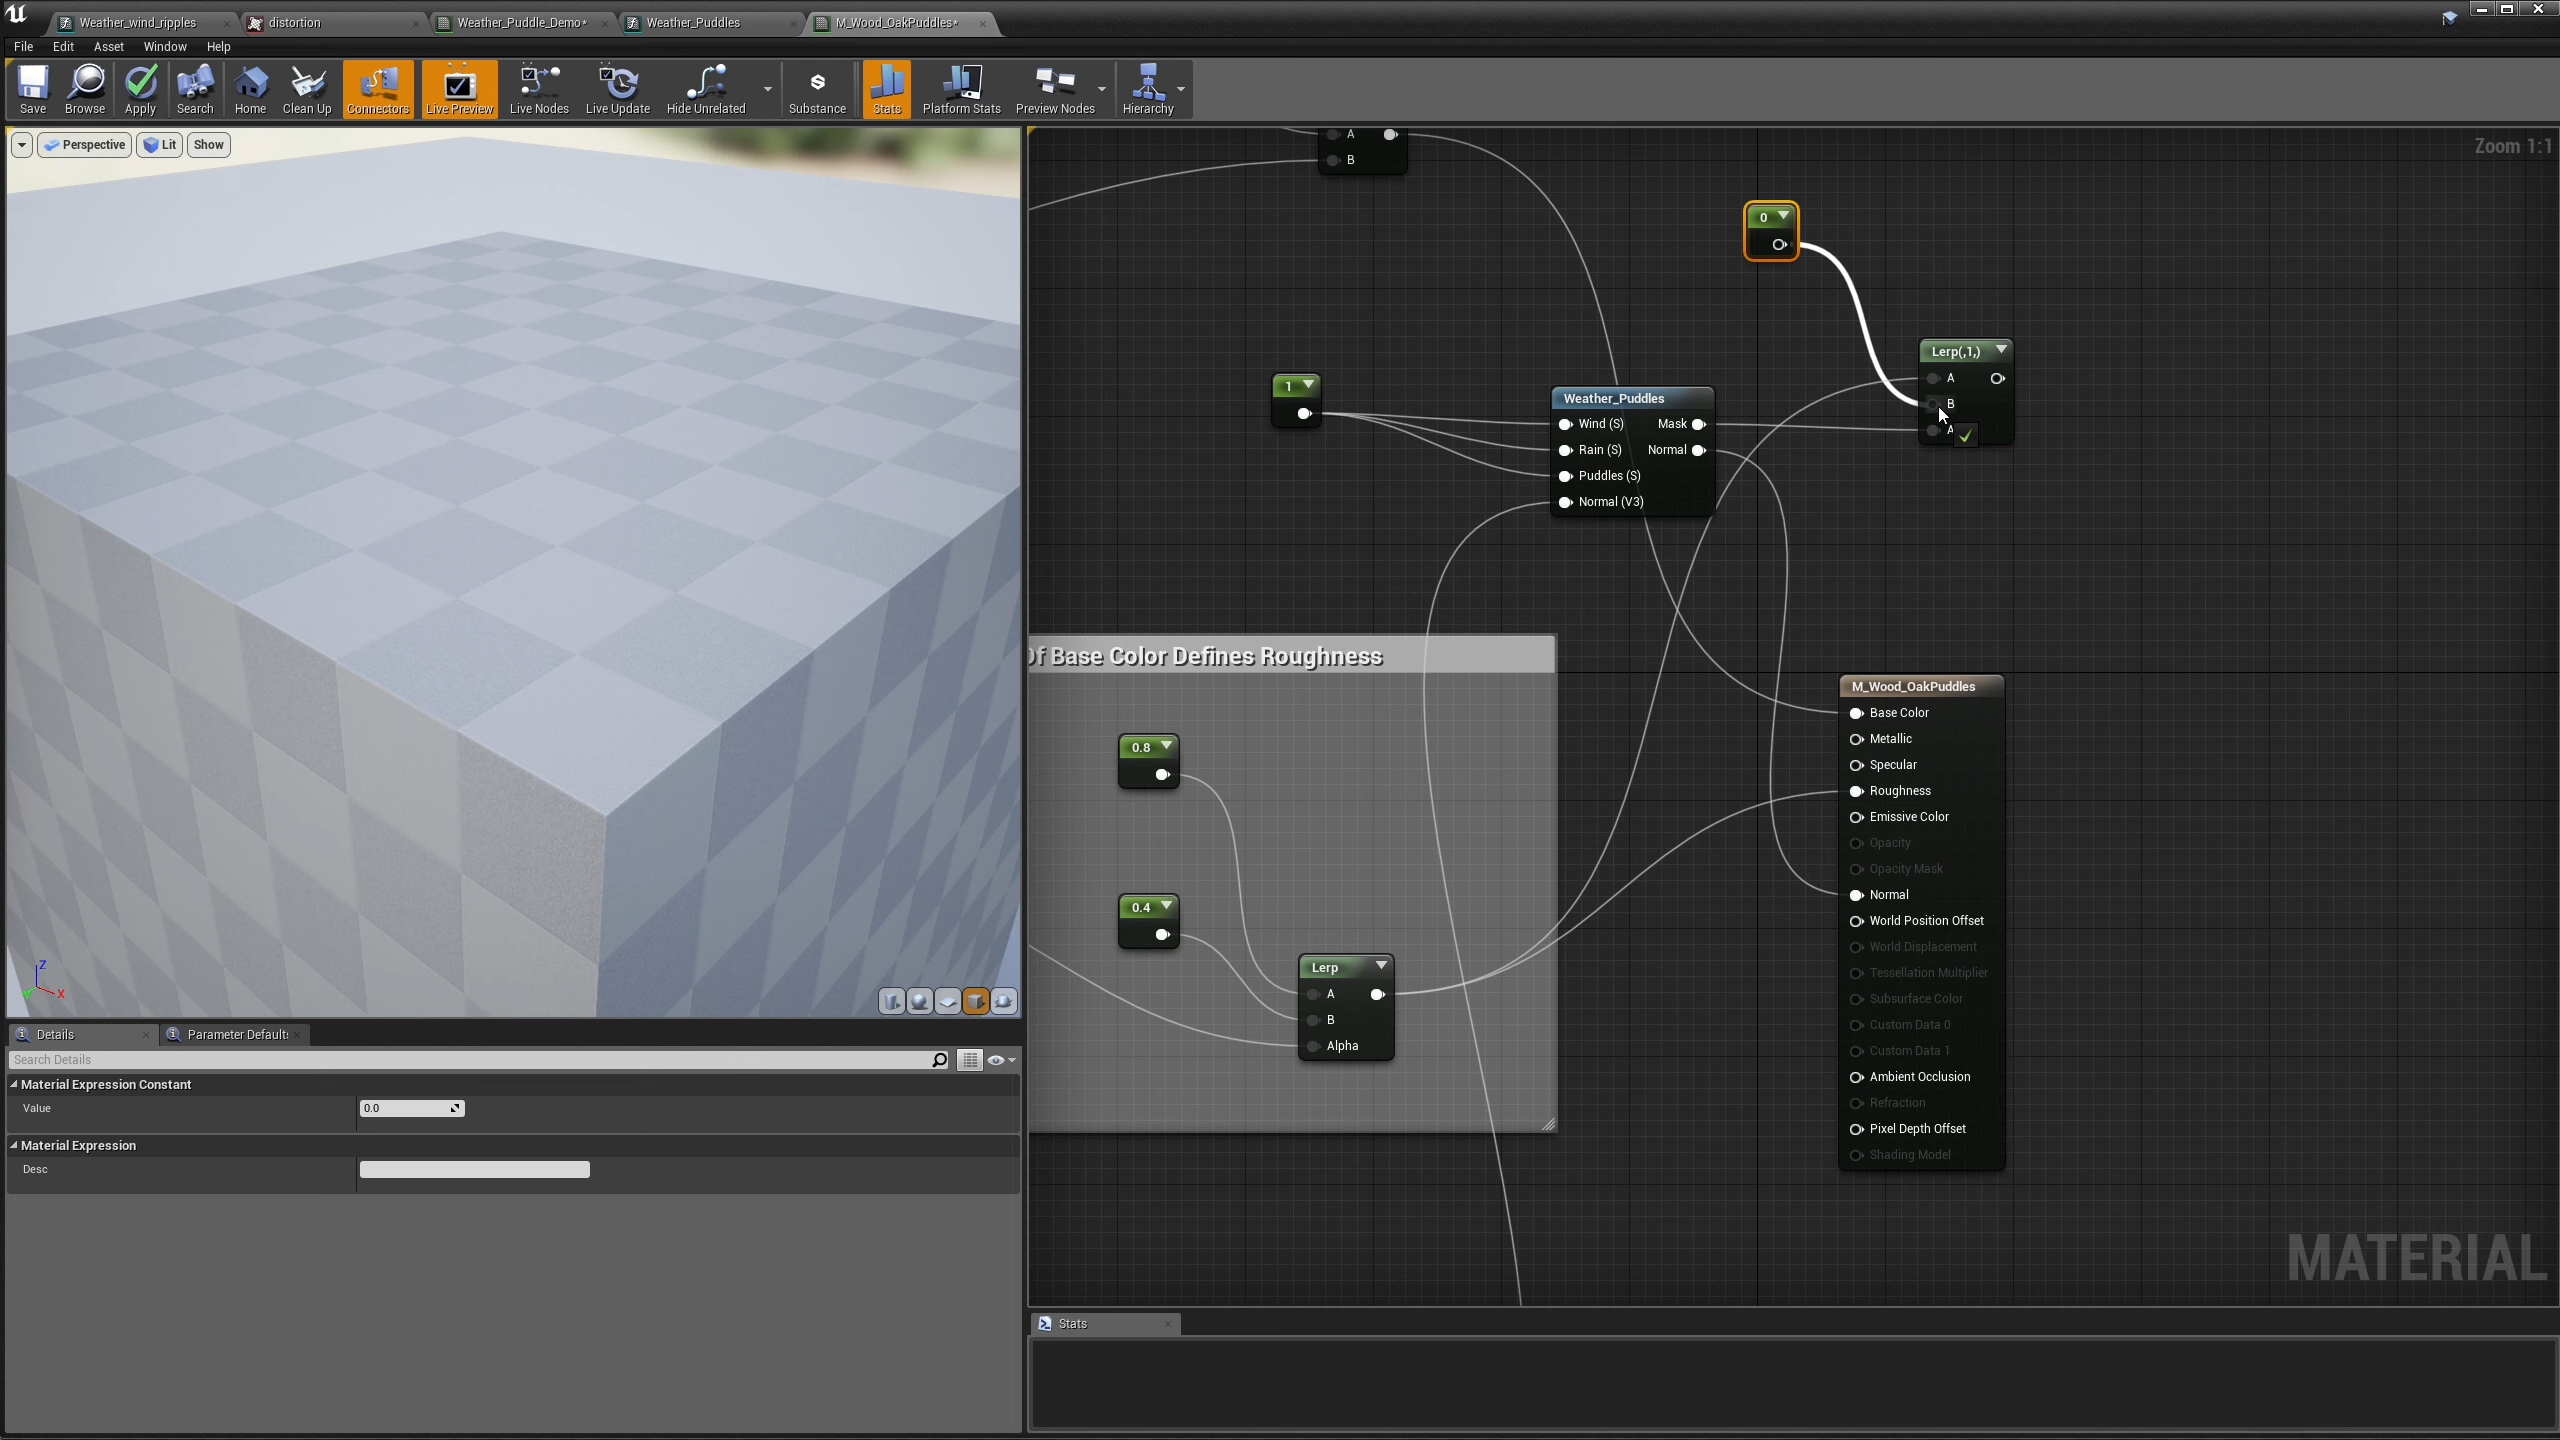 Weather_wind_ripples
distortion
Weather_Puddle_Demo*
Weather_Puddles
M_Wood_OakPuddles*
File Edit Asset Window Help
Save Browse Apply Search Home Clean Up Connectors Live Preview Live Nodes Live Update Hide Unrelated Substance Stats Platform Stats Preview Nodes Hierarchy
Perspective Lit Show
Zoom 1:1
A
B
0
Lerp(,1,)
A
B
A
1
Weather_Puddles
Wind (S) Mask
Rain (S) Normal
Puddles (S)
Normal (V3)
Of Base Color Defines Roughness
0.8
0.4
Lerp
A
B
Alpha
M_Wood_OakPuddles
Base Color
Metallic
Specular
Roughness
Emissive Color
Opacity
Opacity Mask
Normal
World Position Offset
World Displacement
Tessellation Multiplier
Subsurface Color
Custom Data 0
Custom Data 1
Ambient Occlusion
Refraction
Pixel Depth Offset
Shading Model
MATERIAL
Z
Y
X
Details
Parameter Default
Search Details
Material Expression Constant
Value 0.0
Material Expression
Desc
Stats